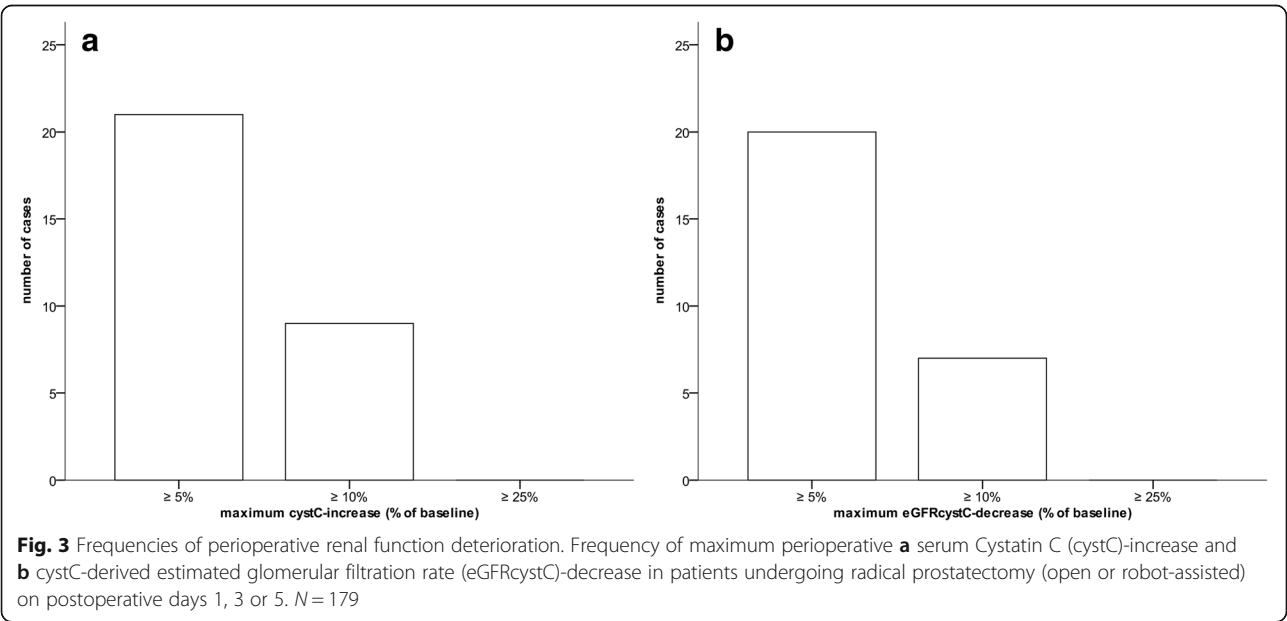 a
25
20
15
10
5
0
number of cases
≥ 5%
≥ 10%
≥ 25%
maximum cystC-increase (% of baseline)
b
25
20
15
10
5
0
number of cases
≥ 5%
≥ 10%
≥ 25%
maximum eGFRcystC-decrease (% of baseline)
Fig. 3 Frequencies of perioperative renal function deterioration. Frequency of maximum perioperative a serum Cystatin C (cystC)-increase and
b cystC-derived estimated glomerular filtration rate (eGFRcystC)-decrease in patients undergoing radical prostatectomy (open or robot-assisted)
on postoperative days 1, 3 or 5. N = 179